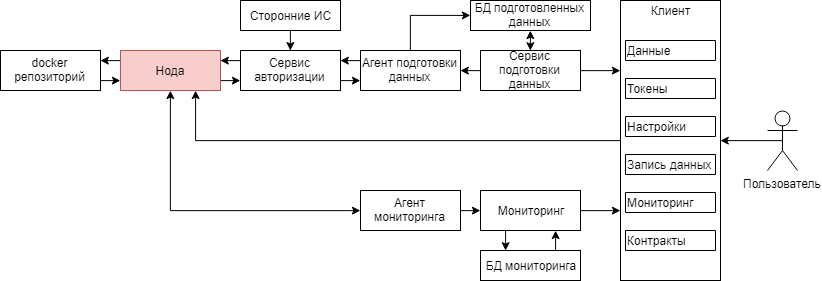 Сторонние ИС
БД подготовленных
данных
Клиент
docker
репозиторий
Нода
Сервис
авторизации
Агент подготовки
данных
Сервис
подготовки
данных
Данные
Токены
Настройки
Запись данных
Мониторинг
Контракты
Пользователь
Агент
мониторинга
Мониторинг
БД мониторинга